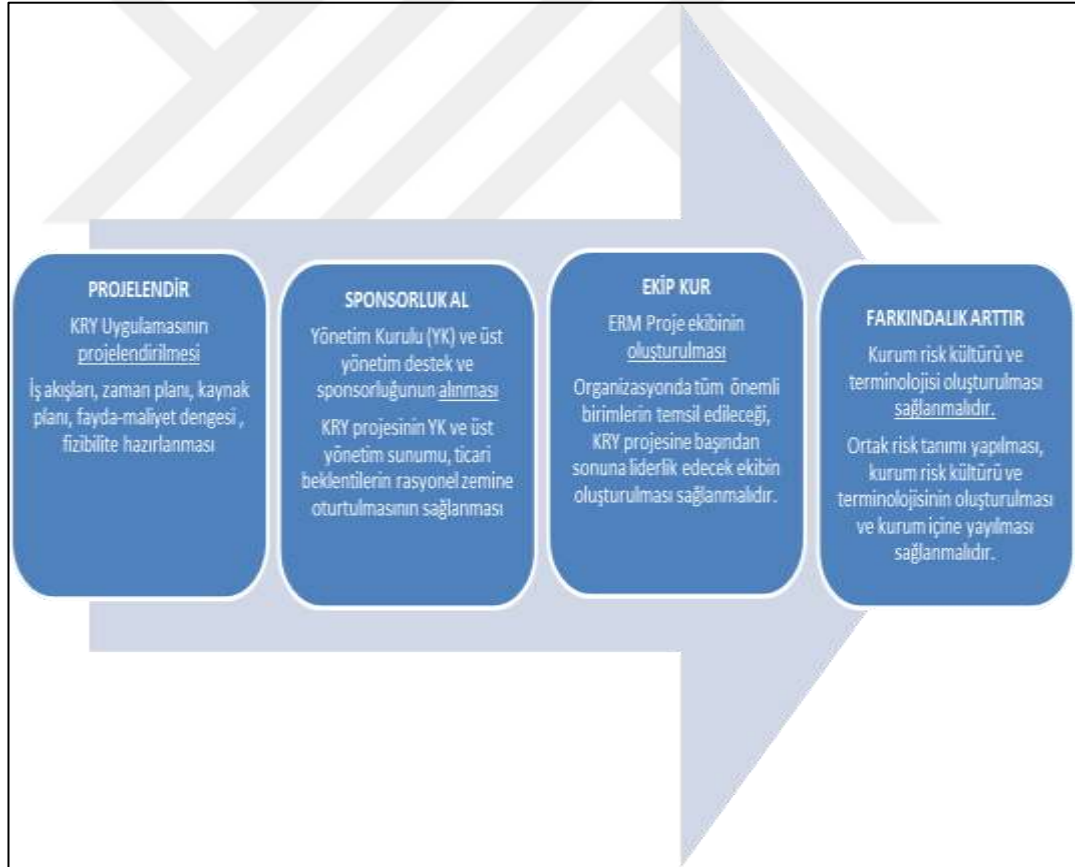 PROJELENDİR
KRY Uygulamasının
projelendirilmesi
İş akışları, zaman planı, kaynak
planı, fayda-maliyet dengesi ,
fizibilite hazırlanması
SPONSORLUK AL
Yönetim Kurulu (YK) ve üst
yönetim destek ve
sponsorluğunun alınması
KRY projesinin YK ve üst
yönetim sunumu, ticari
beklentilerin rasyonel zemine
oturtulmasının sağlanması
EKİP KUR
ERM Proje ekibinin
oluşturulması
Organizasyonda tüm önemli
birimlerin temsil edileceği,
KRY projesine başından
sonuna liderlik edecek ekibin
oluşturulması sağlanmalıdır.
FARKINDALIK ARTTIR
Kurum risk kültürü ve
terminolojisi oluşturulması
sağlanmalıdır.
Ortak risk tanımı yapılması,
kurum risk kültürü ve
terminolojisinin oluşturulması
ve kurum içine yayılması
sağlanmalıdır.